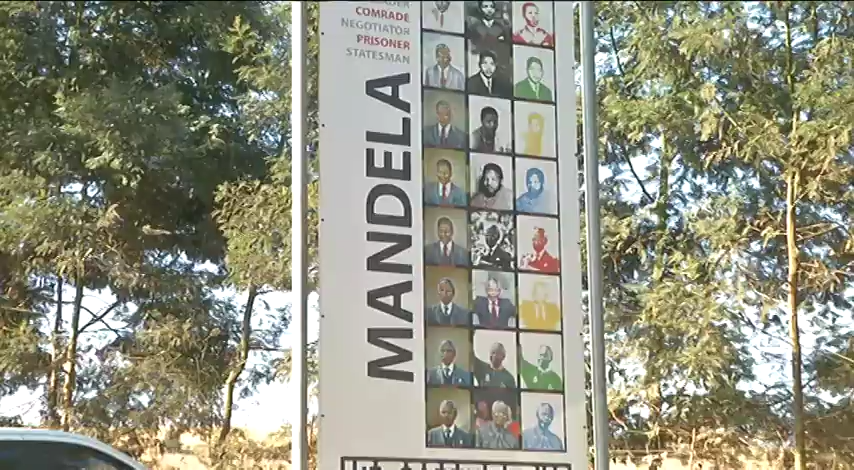 COMRADE
NEGOTIATOR
PRISONER
STATESMAN
MANDELA